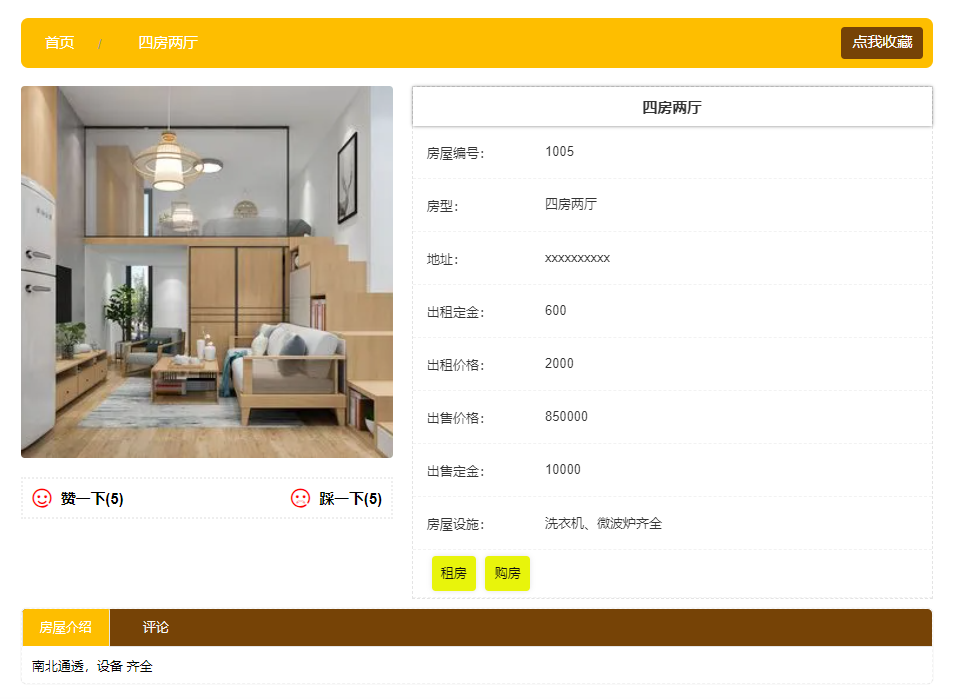 首页 / 四房两厅 点我收藏
四房两厅
房屋编号: 1005
房型: 四房两厅
地址: xxxxxxxxxx
出租定金: 600
出租价格: 2000
出售价格: 850000
出售定金: 10000
房屋设施: 洗衣机、微波炉齐全
赞一下(5) 踩一下(5)
租房 购房
房屋介绍 评论
南北通透，设备 齐全